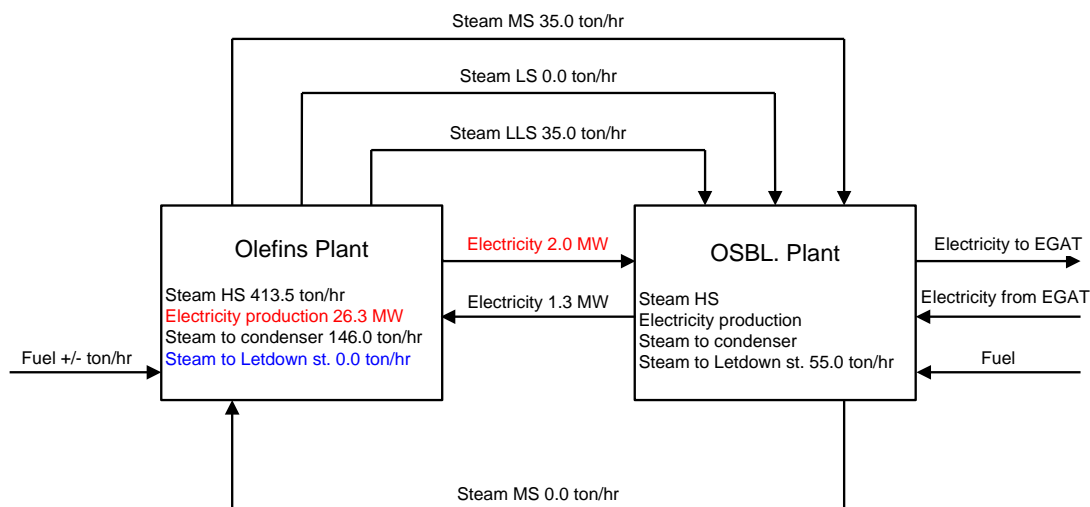 Steam MS 35.0 ton/hr
Steam LS 0.0 ton/hr
Steam LLS 35.0 ton/hr
Olefins Plant
Steam HS 413.5 ton/hr
Electricity production 26.3 MW
Steam to condenser 146.0 ton/hr
Steam to Letdown st. 0.0 ton/hr
Fuel +/- ton/hr
Electricity 2.0 MW
Electricity 1.3 MW
OSBL. Plant
Steam HS
Electricity production
Steam to condenser
Steam to Letdown st. 55.0 ton/hr
Electricity to EGAT
Electricity from EGAT
Fuel
Steam MS 0.0 ton/hr